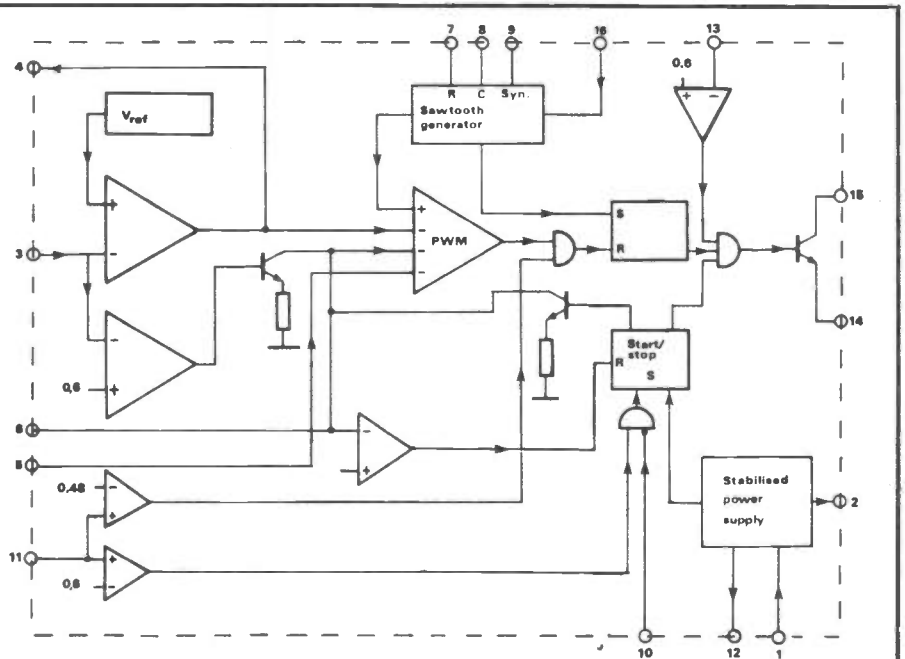 7 8 9 16 13
4
0,6
+ −
V_ref
R C Syn.
Sawtooth
generator
15
+
+
S
−
PWM
3
−
−
R
−
14
−
Start/
stop
R
S
0,6 +
6
−
5
+
Stabilised
power
supply
0,48 −
2
+
11
+
0,6 −
10 12 1